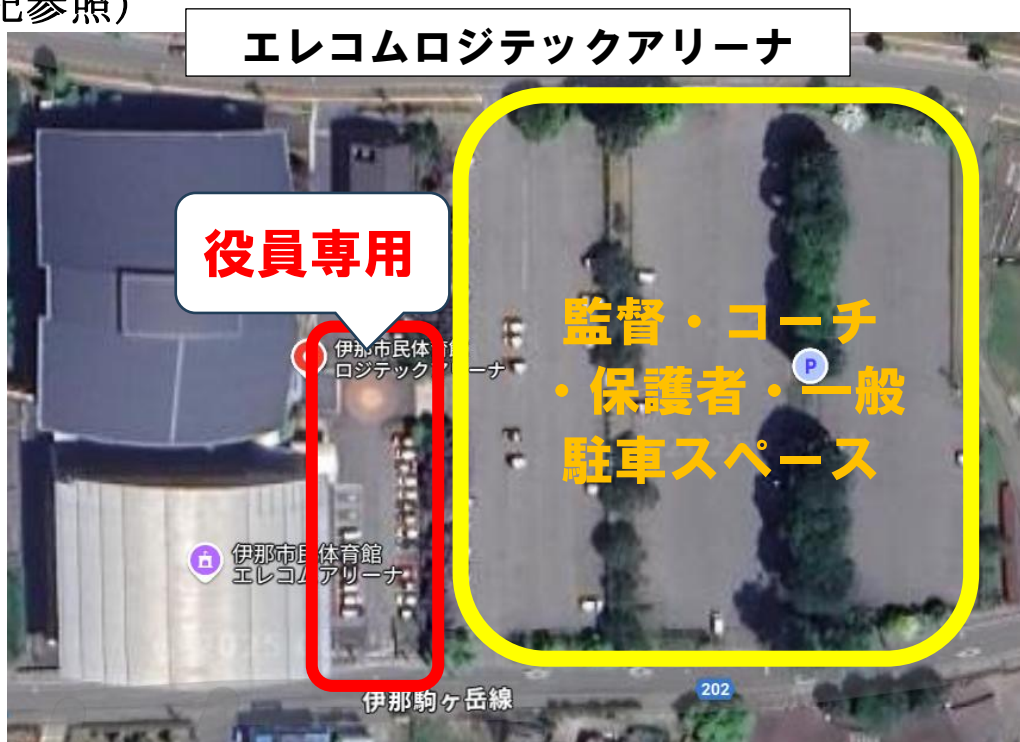 記参照）
エレコムロジテックアリーナ
役員専用
伊那市民体育館
ロジテックアリーナ
監督・コーチ
・保護者・一般
駐車スペース
P
伊那市民体育館
エレコムアリーナ
伊那駒ヶ岳線
202